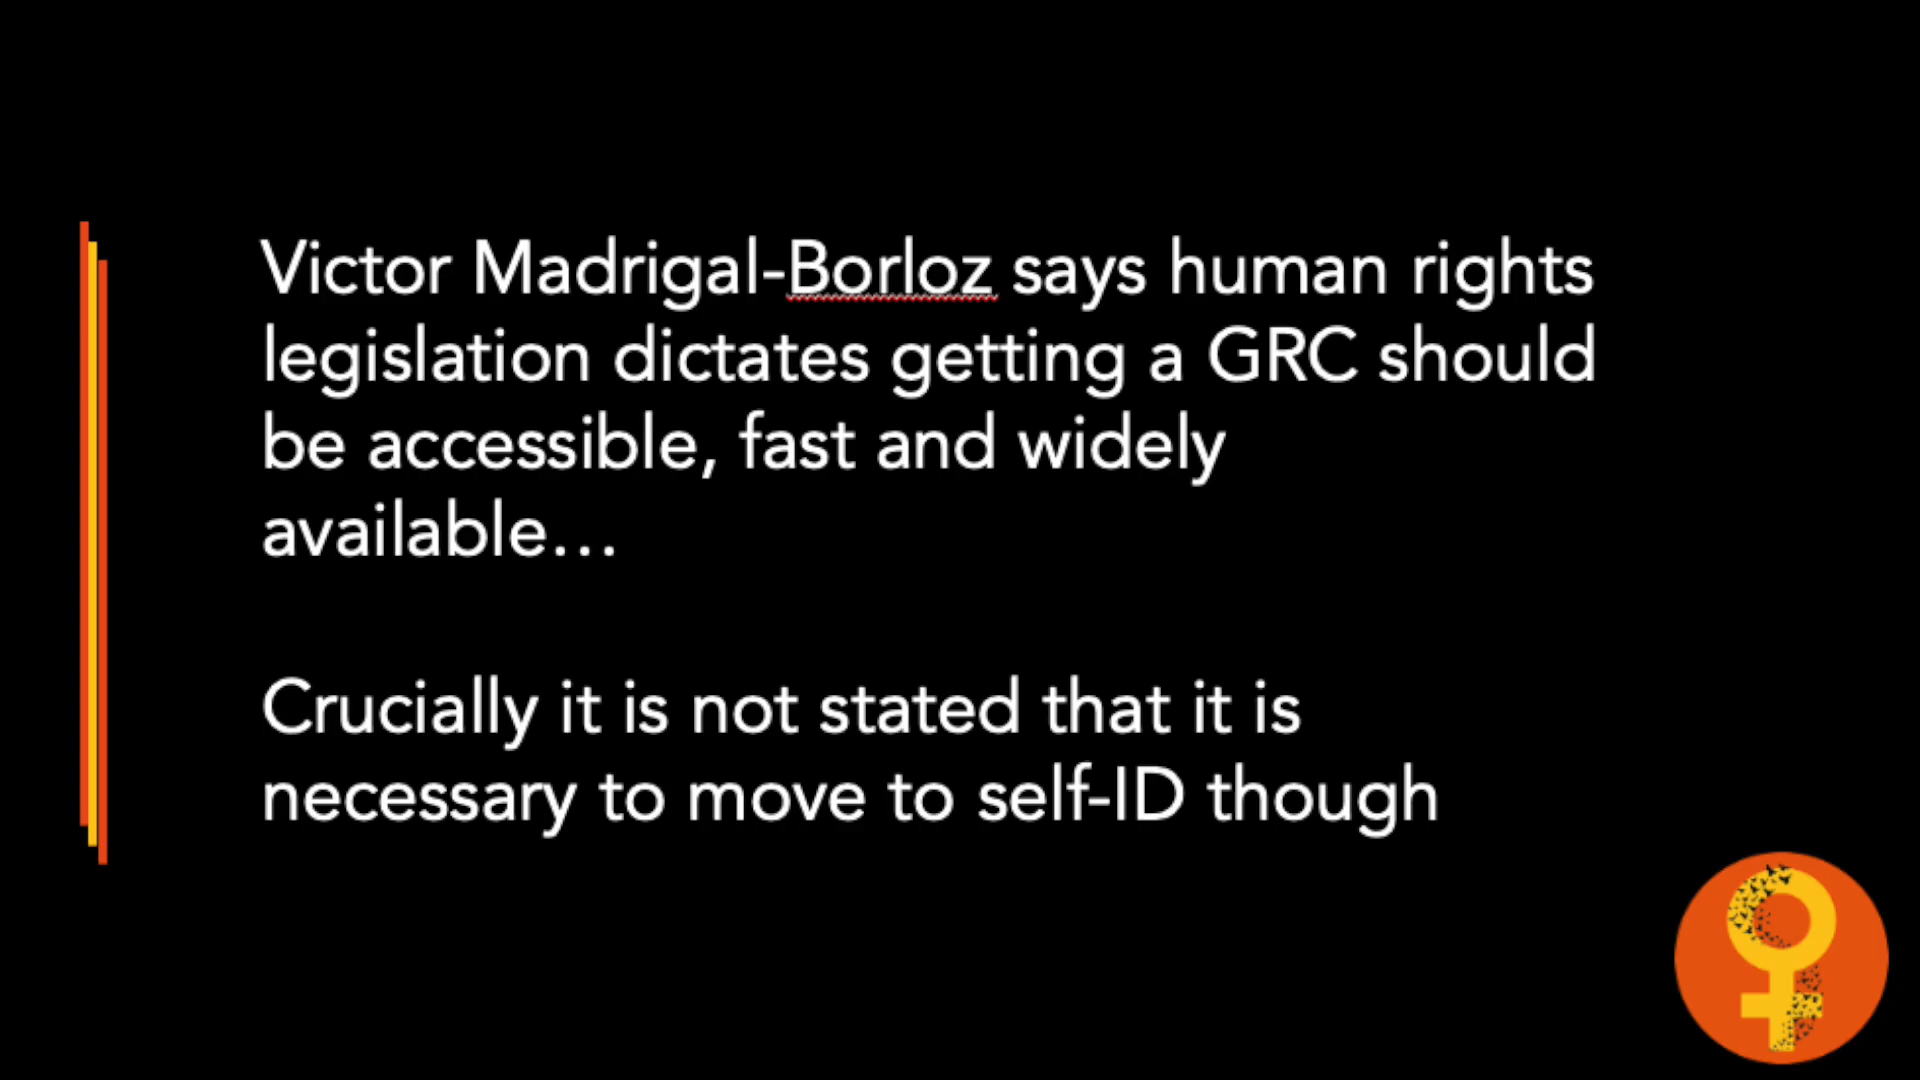 Victor Madrigal-Borloz says human rights
legislation dictates getting a GRC should
be accessible, fast and widely
available…
Crucially it is not stated that it is
necessary to move to self-ID though